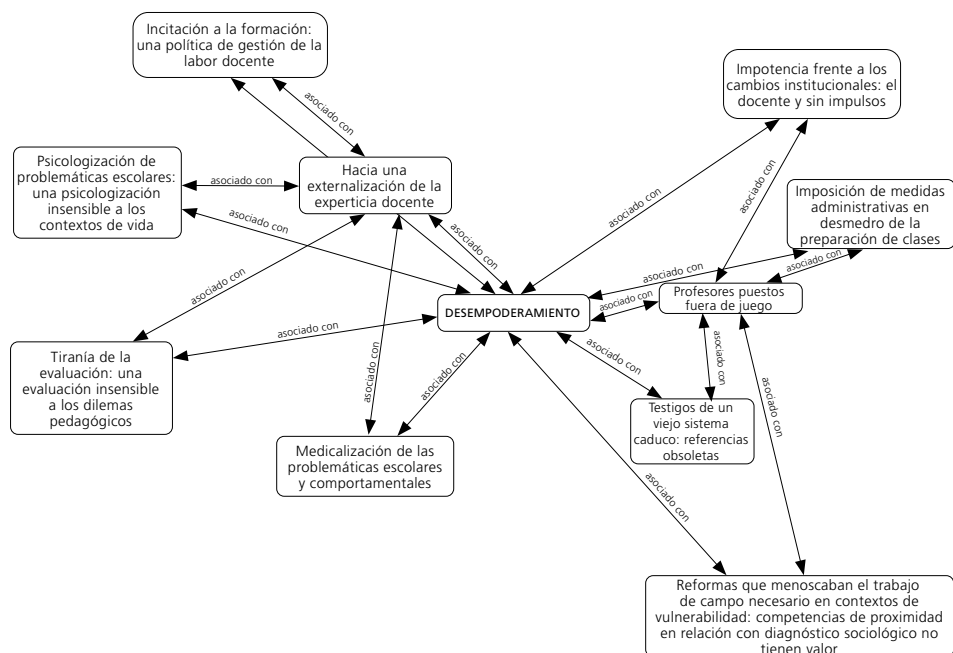 Incitación a la formación:
una política de gestión de la
labor docente
Impotencia frente a los
cambios institucionales: el
docente y sin impulsos
asociado con
Psicologización de
problemáticas escolares:
una psicologización
insensible a los
contextos de vida
asociado con
Hacia una
externalización de la
experticia docente
asociado con
Imposición de medidas
administrativas en
desmedro de la
preparación de clases
asociado con
asociado con
asociado con
asociado con
asociado con
asociado con
Profesores puestos
fuera de juego
asociado con
DESEMPODERAMIENTO
asociado con
asociado con
asociado con
asociado con
asociado con
asociado con
asociado con
Tiranía de la
evaluación: una
evaluación insensible
a los dilemas
pedagógicos
Testigos de un
viejo sistema
caduco: referencias
obsoletas
Medicalización de las
problemáticas escolares
y comportamentales
asociado con
Reformas que menoscaban el trabajo
de campo necesario en contextos de
vulnerabilidad: competencias de proximidad
en relación con diagnóstico sociológico no
tienen valor